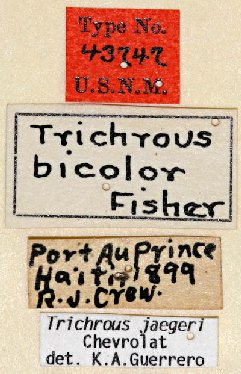 Type No.
43747
U.S.N.M.
Trichrous
bicolor
Fisher
Port Au Prince
Haiti 1899
R.J. Crew.
Trichrous jaegeri
Chevrolat
det. K.A.Guerrero